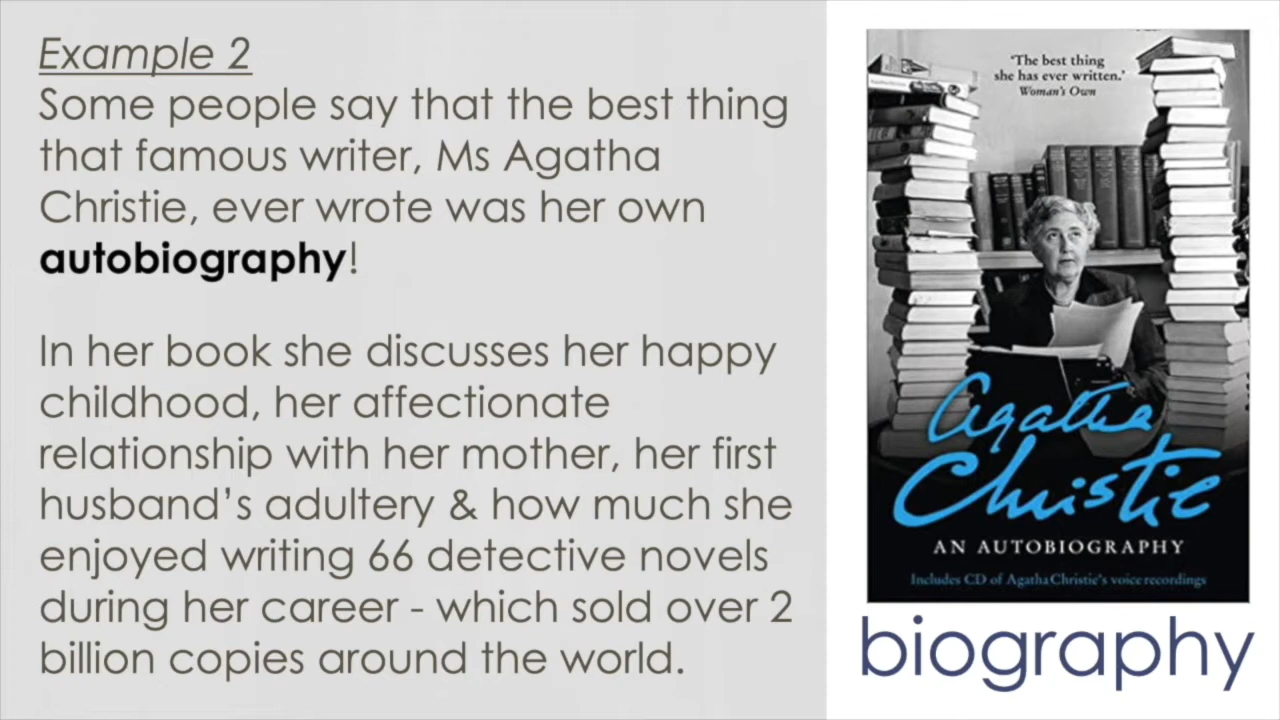 Example 2
Some people say that the best thing
that famous writer, Ms Agatha
Christie, ever wrote was her own
autobiography!
In her book she discusses her happy
childhood, her affectionate
relationship with her mother, her first
husband’s adultery & how much she
enjoyed writing 66 detective novels
during her career - which sold over 2
billion copies around the world.
‘The best thing
she has ever written.’
Woman's Own
Agatha
Christie
AN AUTOBIOGRAPHY
Includes CD of Agatha Christie's voice recordings
biography